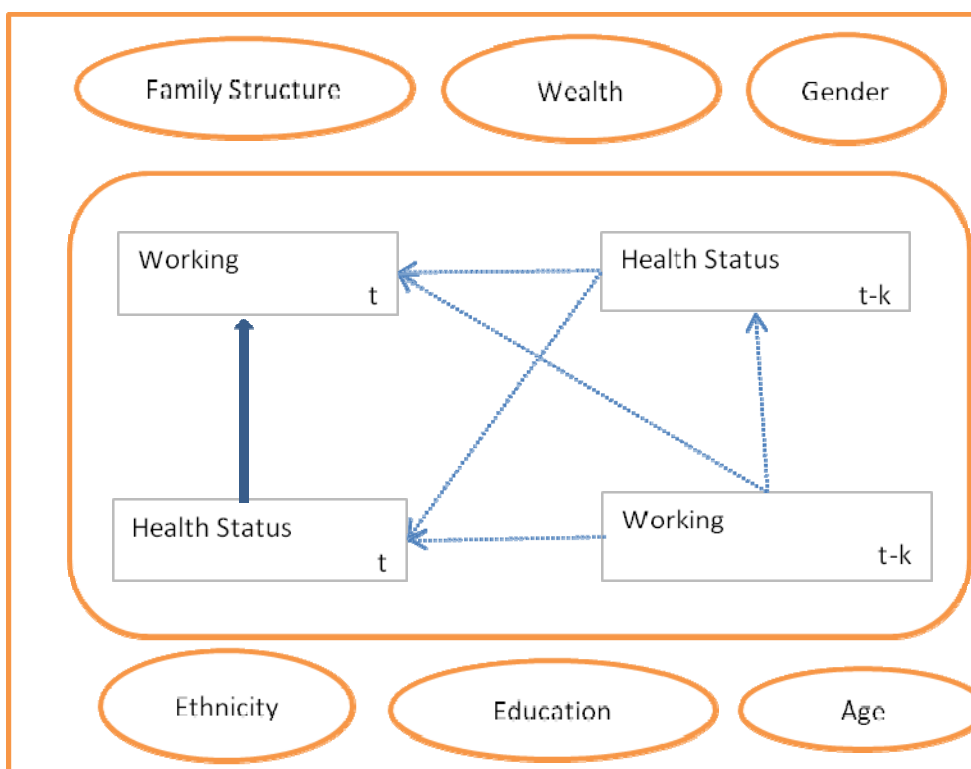 Family Structure
Wealth
Gender
Working
t
Health Status
t-k
Health Status
t
Working
t-k
Ethnicity
Education
Age